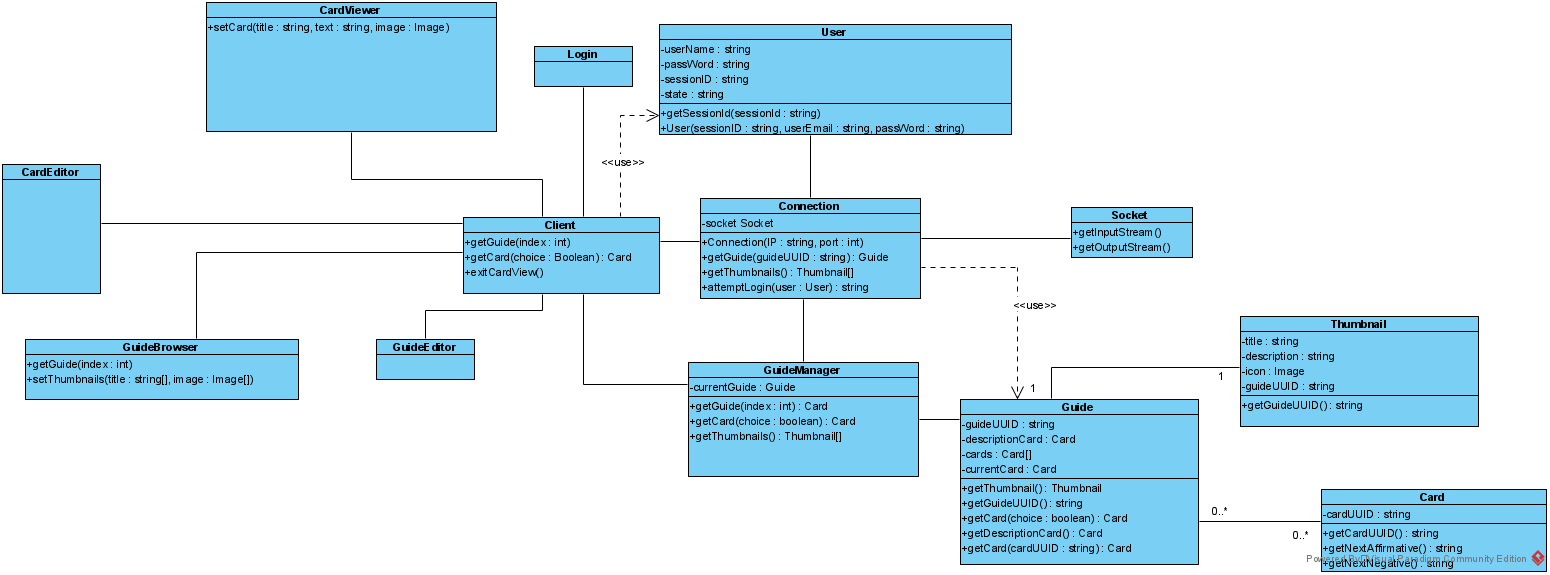 CardViewer
+setCard(title : string, text : string, image : Image)
Login
User
-userName : string
-passWord : string
-sessionID : string
-state : string
+getSessionId(sessionId : string)
+User(sessionID : string, userEmail : string, passWord : string)
<<use>>
CardEditor
Client
+getGuide(index : int)
+getCard(choice : Boolean) : Card
+exitCardView()
Connection
-socket Socket
+Connection(IP : string, port : int)
+getGuide(guideUUID : string) : Guide
+getThumbnails() : Thumbnail[]
+attemptLogin(user : User) : string
Socket
+getInputStream()
+getOutputStream()
<<use>>
GuideBrowser
+getGuide(index : int)
+setThumbnails(title : string[], image : Image[])
GuideEditor
GuideManager
-currentGuide : Guide
+getGuide(index : int) : Card
+getCard(choice : boolean) : Card
+getThumbnails() : Thumbnail[]
Thumbnail
-title : string
-description : string
-icon : Image
-guideUUID : string
+getGuideUUID() : string
1
1
Guide
-guideUUID : string
-descriptionCard : Card
-cards : Card[]
-currentCard : Card
+getThumbnail() : Thumbnail
+getGuideUUID() : string
+getCard(choice : boolean) : Card
+getDescriptionCard() : Card
+getCard(cardUUID : string) : Card
0..*
0..*
Card
-cardUUID : string
+getCardUUID() : string
+getNextAffirmative() : string
+getNextNegative() : string
Powered By Visual Paradigm Community Edition